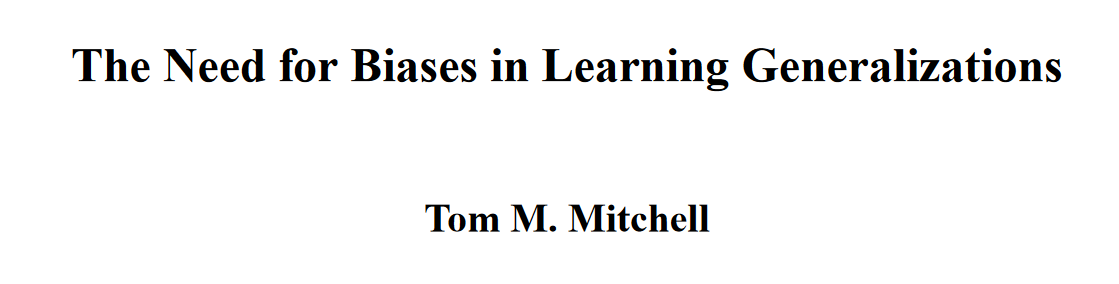 The Need for Biases in Learning Generalizations
Tom M. Mitchell